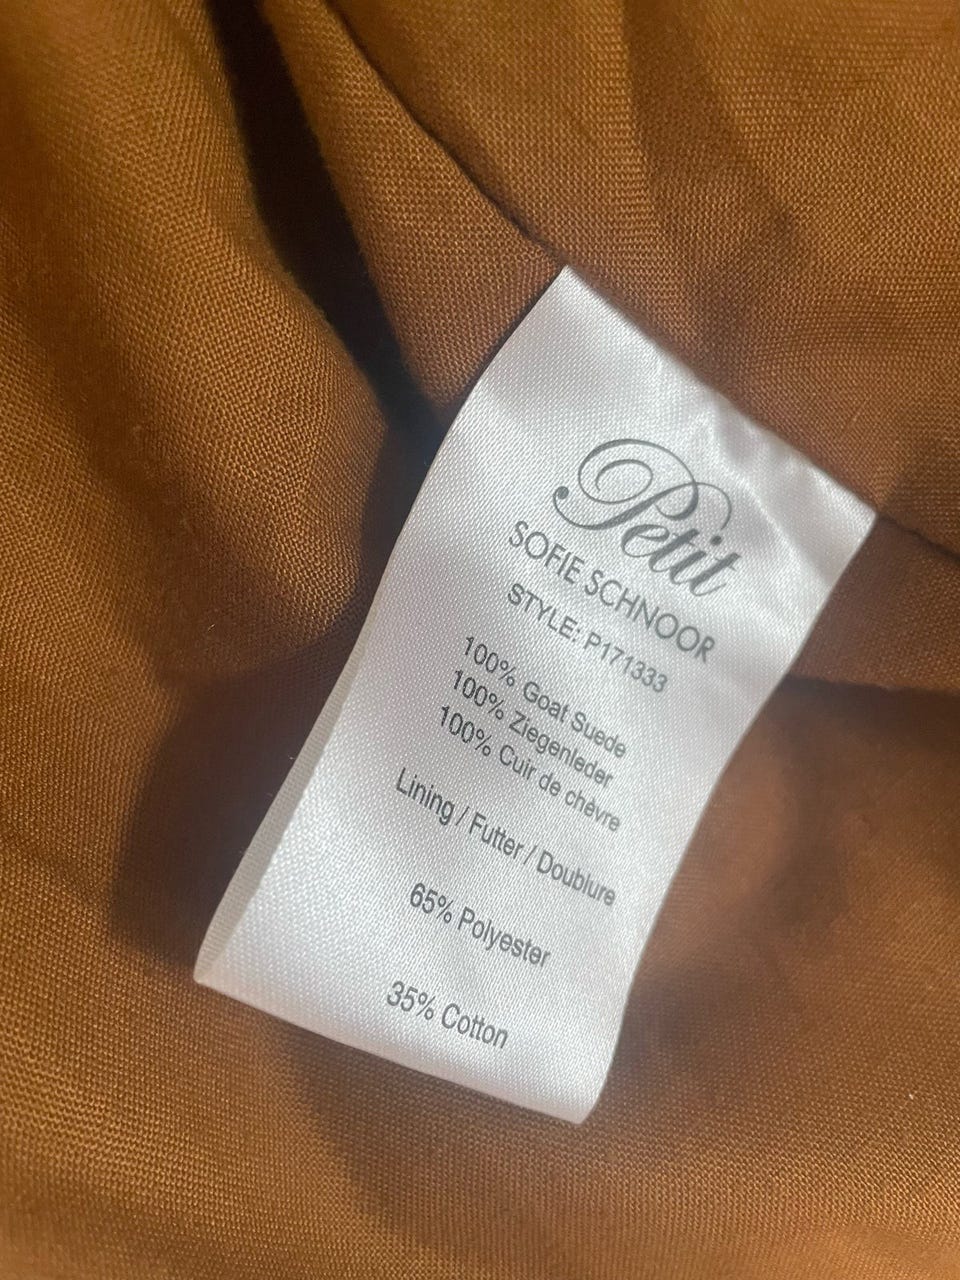 Petit
SOFIE SCHNOOR
STYLE: P171333
100% Goat Suede
100% Ziegenleder
100% Cuir de chèvre
Lining / Futter / Doublure
65% Polyester
35% Cotton